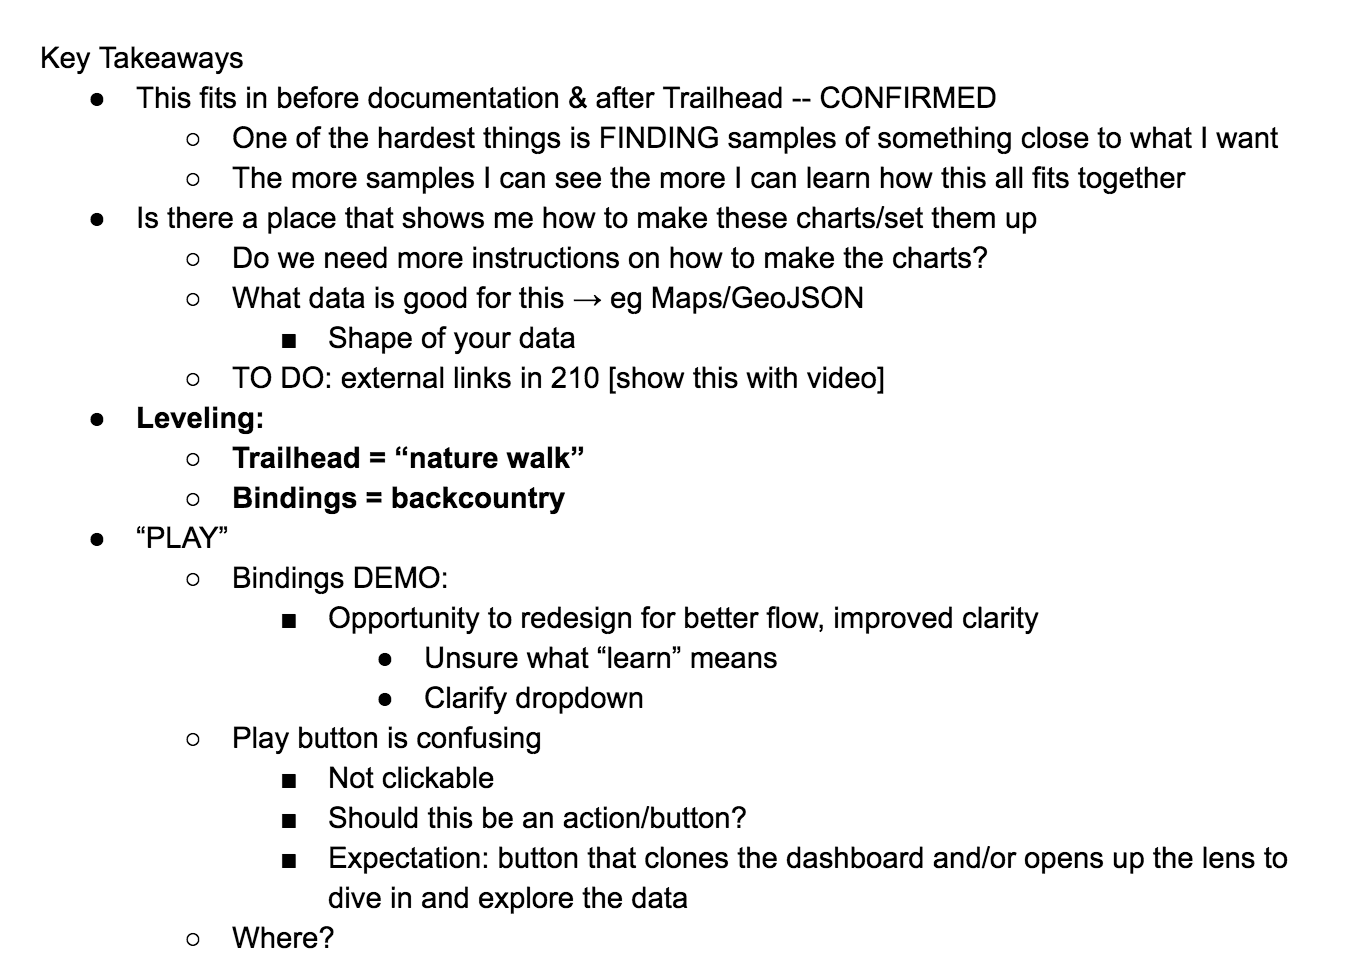 Key Takeaways
● This fits in before documentation & after Trailhead -- CONFIRMED
○ One of the hardest things is FINDING samples of something close to what I want
○ The more samples I can see the more I can learn how this all fits together
● Is there a place that shows me how to make these charts/set them up
○ Do we need more instructions on how to make the charts?
○ What data is good for this → eg Maps/GeoJSON
■ Shape of your data
○ TO DO: external links in 210 [show this with video]
● Leveling:
○ Trailhead = “nature walk”
○ Bindings = backcountry
● “PLAY”
○ Bindings DEMO:
■ Opportunity to redesign for better flow, improved clarity
● Unsure what “learn” means
● Clarify dropdown
○ Play button is confusing
■ Not clickable
■ Should this be an action/button?
■ Expectation: button that clones the dashboard and/or opens up the lens to
dive in and explore the data
○ Where?